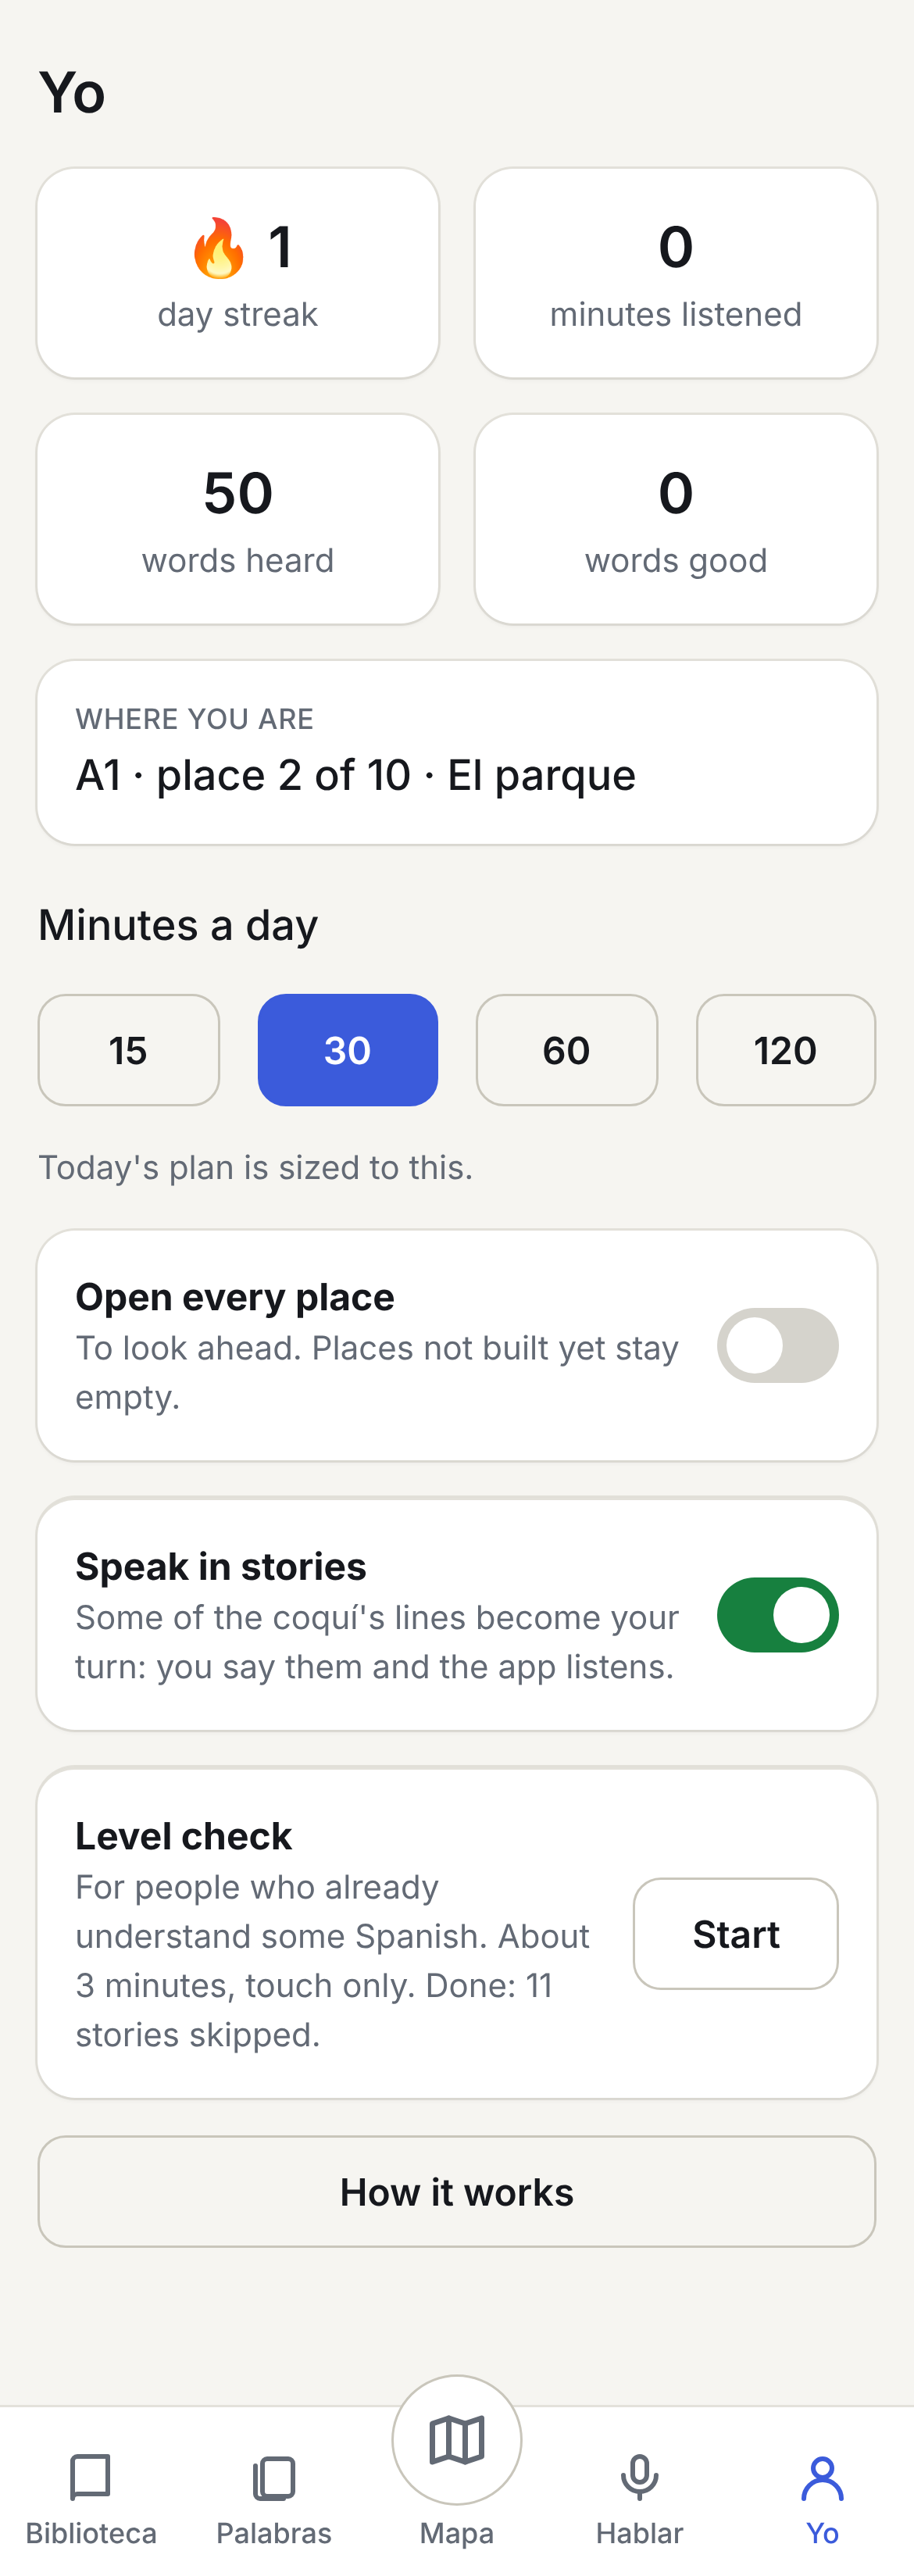 Yo
🔥 1
day streak
0
minutes listened
50
words heard
0
words good
WHERE YOU ARE
A1 · place 2 of 10 · El parque
Minutes a day
15
30
60
120
Today's plan is sized to this.
Open every place
To look ahead. Places not built yet stay
empty.
Speak in stories
Some of the coquí's lines become your
turn: you say them and the app listens.
Level check
For people who already
understand some Spanish. About
3 minutes, touch only. Done: 11
stories skipped.
Start
How it works
Biblioteca
Palabras
Mapa
Hablar
Yo